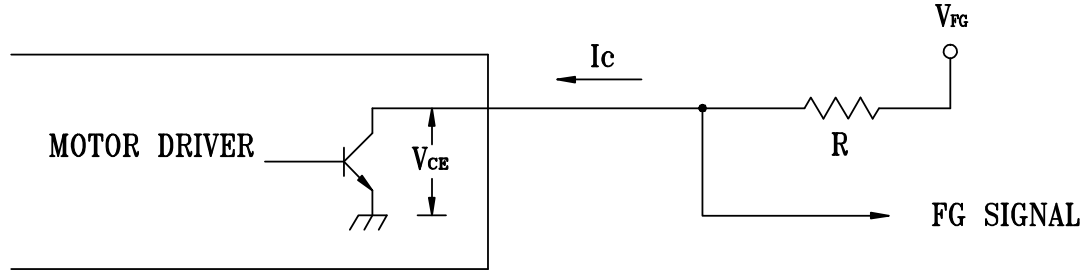 VFG
Ic
MOTOR DRIVER
VCE
R
FG SIGNAL